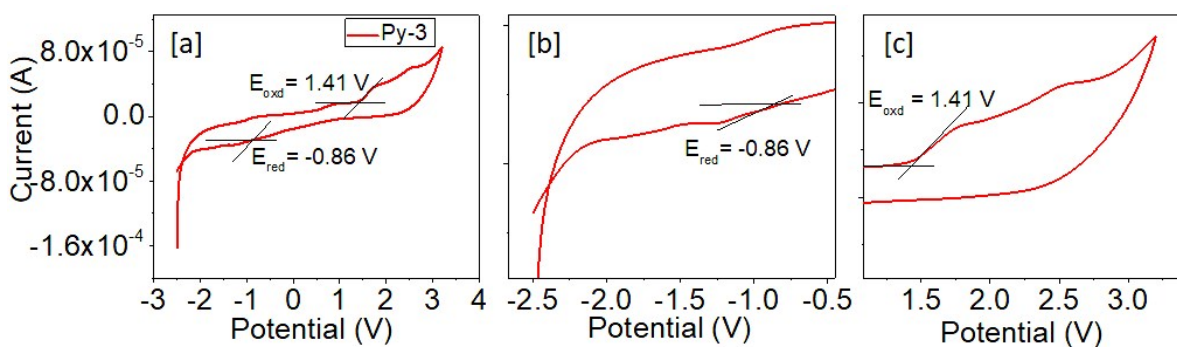 [a]
Py-3
[b]
[c]
8.0x10⁻⁵
0.0
-8.0x10⁻⁵
-1.6x10⁻⁴
Current (A)
E_oxd = 1.41 V
E_red = -0.86 V
-3 -2 -1 0 1 2 3 4
Potential (V)
E_red = -0.86 V
-2.5 -2.0 -1.5 -1.0 -0.5
Potential (V)
E_oxd = 1.41 V
1.5 2.0 2.5 3.0
Potential (V)